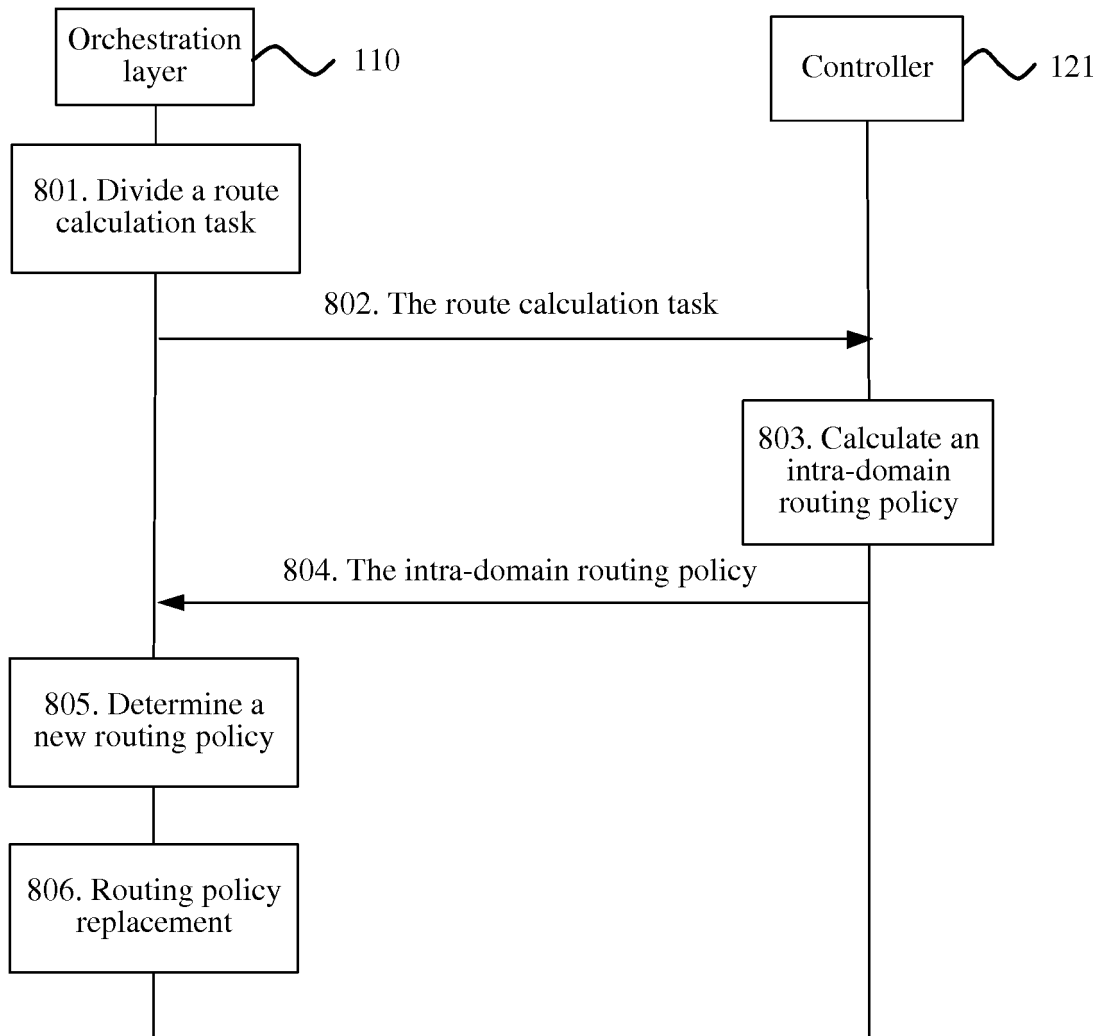 Orchestration
layer
110
Controller
121
801. Divide a route
calculation task
802. The route calculation task
803. Calculate an
intra-domain
routing policy
804. The intra-domain routing policy
805. Determine a
new routing policy
806. Routing policy
replacement